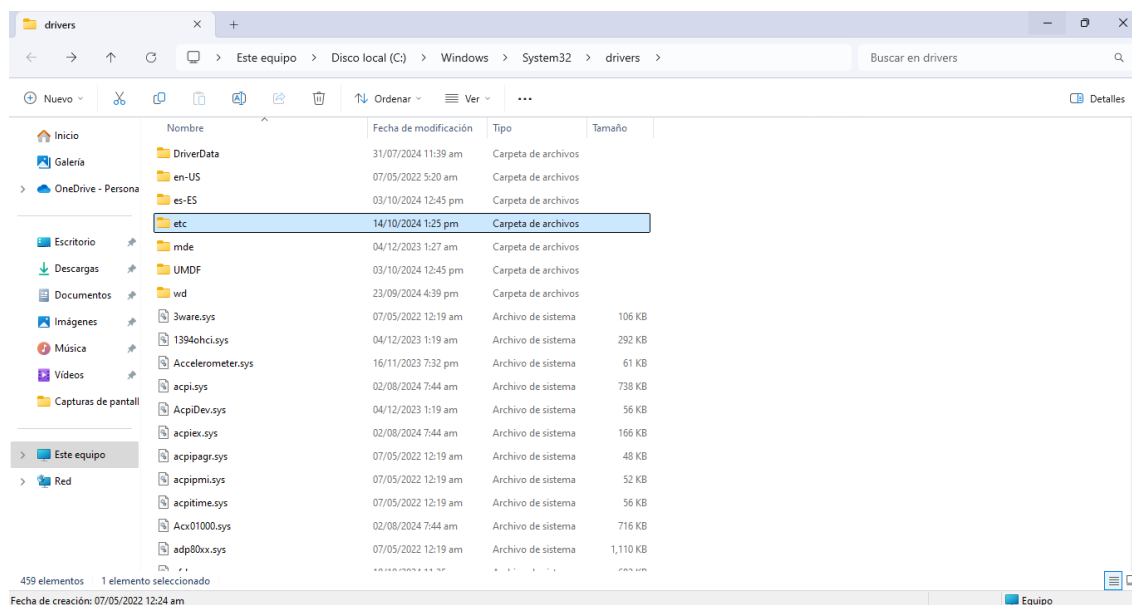 drivers
Este equipo > Disco local (C:) > Windows > System32 > drivers >
Buscar en drivers
Nuevo
Ordenar
Ver
Detalles
Inicio
Galería
OneDrive - Persona
Escritorio
Descargas
Documentos
Imágenes
Música
Vídeos
Capturas de pantall
Este equipo
Red
Nombre Fecha de modificación Tipo Tamaño
DriverData 31/07/2024 11:39 am Carpeta de archivos
en-US 07/05/2022 5:20 am Carpeta de archivos
es-ES 03/10/2024 12:45 pm Carpeta de archivos
etc 14/10/2024 1:25 pm Carpeta de archivos
mde 04/12/2023 1:27 am Carpeta de archivos
UMDF 03/10/2024 12:45 pm Carpeta de archivos
wd 23/09/2024 4:39 pm Carpeta de archivos
3ware.sys 07/05/2022 12:19 am Archivo de sistema 106 KB
1394ohci.sys 04/12/2023 1:19 am Archivo de sistema 292 KB
Accelerometer.sys 16/11/2023 7:32 pm Archivo de sistema 61 KB
acpi.sys 02/08/2024 7:44 am Archivo de sistema 738 KB
AcpiDev.sys 04/12/2023 1:19 am Archivo de sistema 56 KB
acpiex.sys 02/08/2024 7:44 am Archivo de sistema 166 KB
acpipagr.sys 07/05/2022 12:19 am Archivo de sistema 48 KB
acpipmi.sys 07/05/2022 12:19 am Archivo de sistema 52 KB
acpitime.sys 07/05/2022 12:19 am Archivo de sistema 56 KB
Acx01000.sys 02/08/2024 7:44 am Archivo de sistema 716 KB
adp80xx.sys 07/05/2022 12:19 am Archivo de sistema 1,110 KB
459 elementos 1 elemento seleccionado
Fecha de creación: 07/05/2022 12:24 am
Equipo